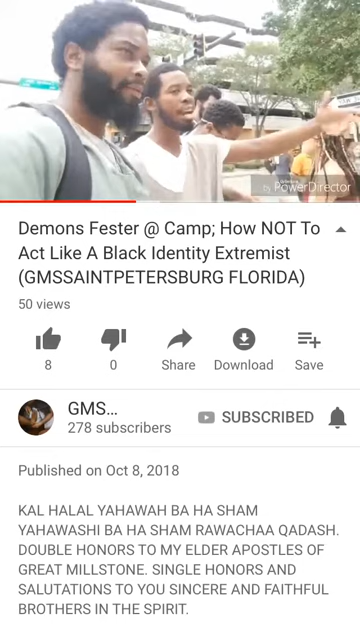 by PowerDirector
Demons Fester @ Camp; How NOT To
Act Like A Black Identity Extremist
(GMSSAINTPETERSBURG FLORIDA)
50 views
8
0
Share
Download
Save
GMS...
278 subscribers
SUBSCRIBED
Published on Oct 8, 2018
KAL HALAL YAHAWAH BA HA SHAM
YAHAWASHI BA HA SHAM RAWACHAA QADASH.
DOUBLE HONORS TO MY ELDER APOSTLES OF
GREAT MILLSTONE. SINGLE HONORS AND
SALUTATIONS TO YOU SINCERE AND FAITHFUL
BROTHERS IN THE SPIRIT.